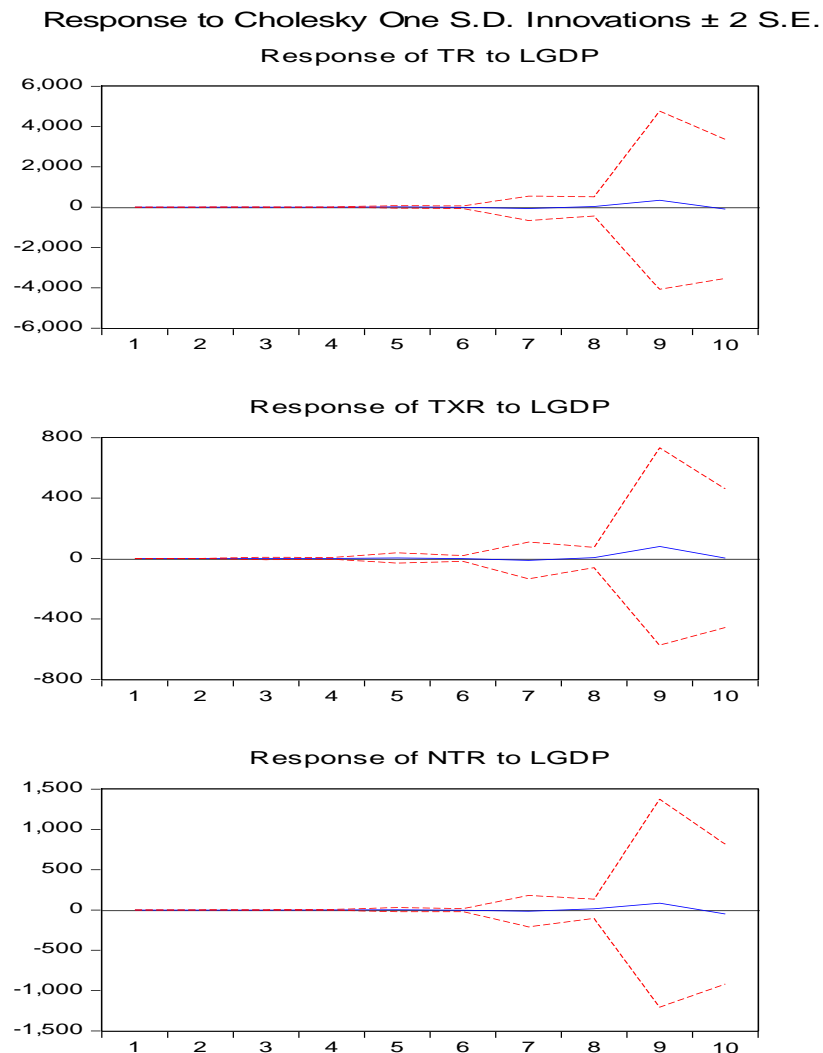 Response to Cholesky One S.D. Innovations ± 2 S.E.
Response of TR to LGDP
6,000
4,000
2,000
0
-2,000
-4,000
-6,000
1 2 3 4 5 6 7 8 9 10
Response of TXR to LGDP
800
400
0
-400
-800
1 2 3 4 5 6 7 8 9 10
Response of NTR to LGDP
1,500
1,000
500
0
-500
-1,000
-1,500
1 2 3 4 5 6 7 8 9 10